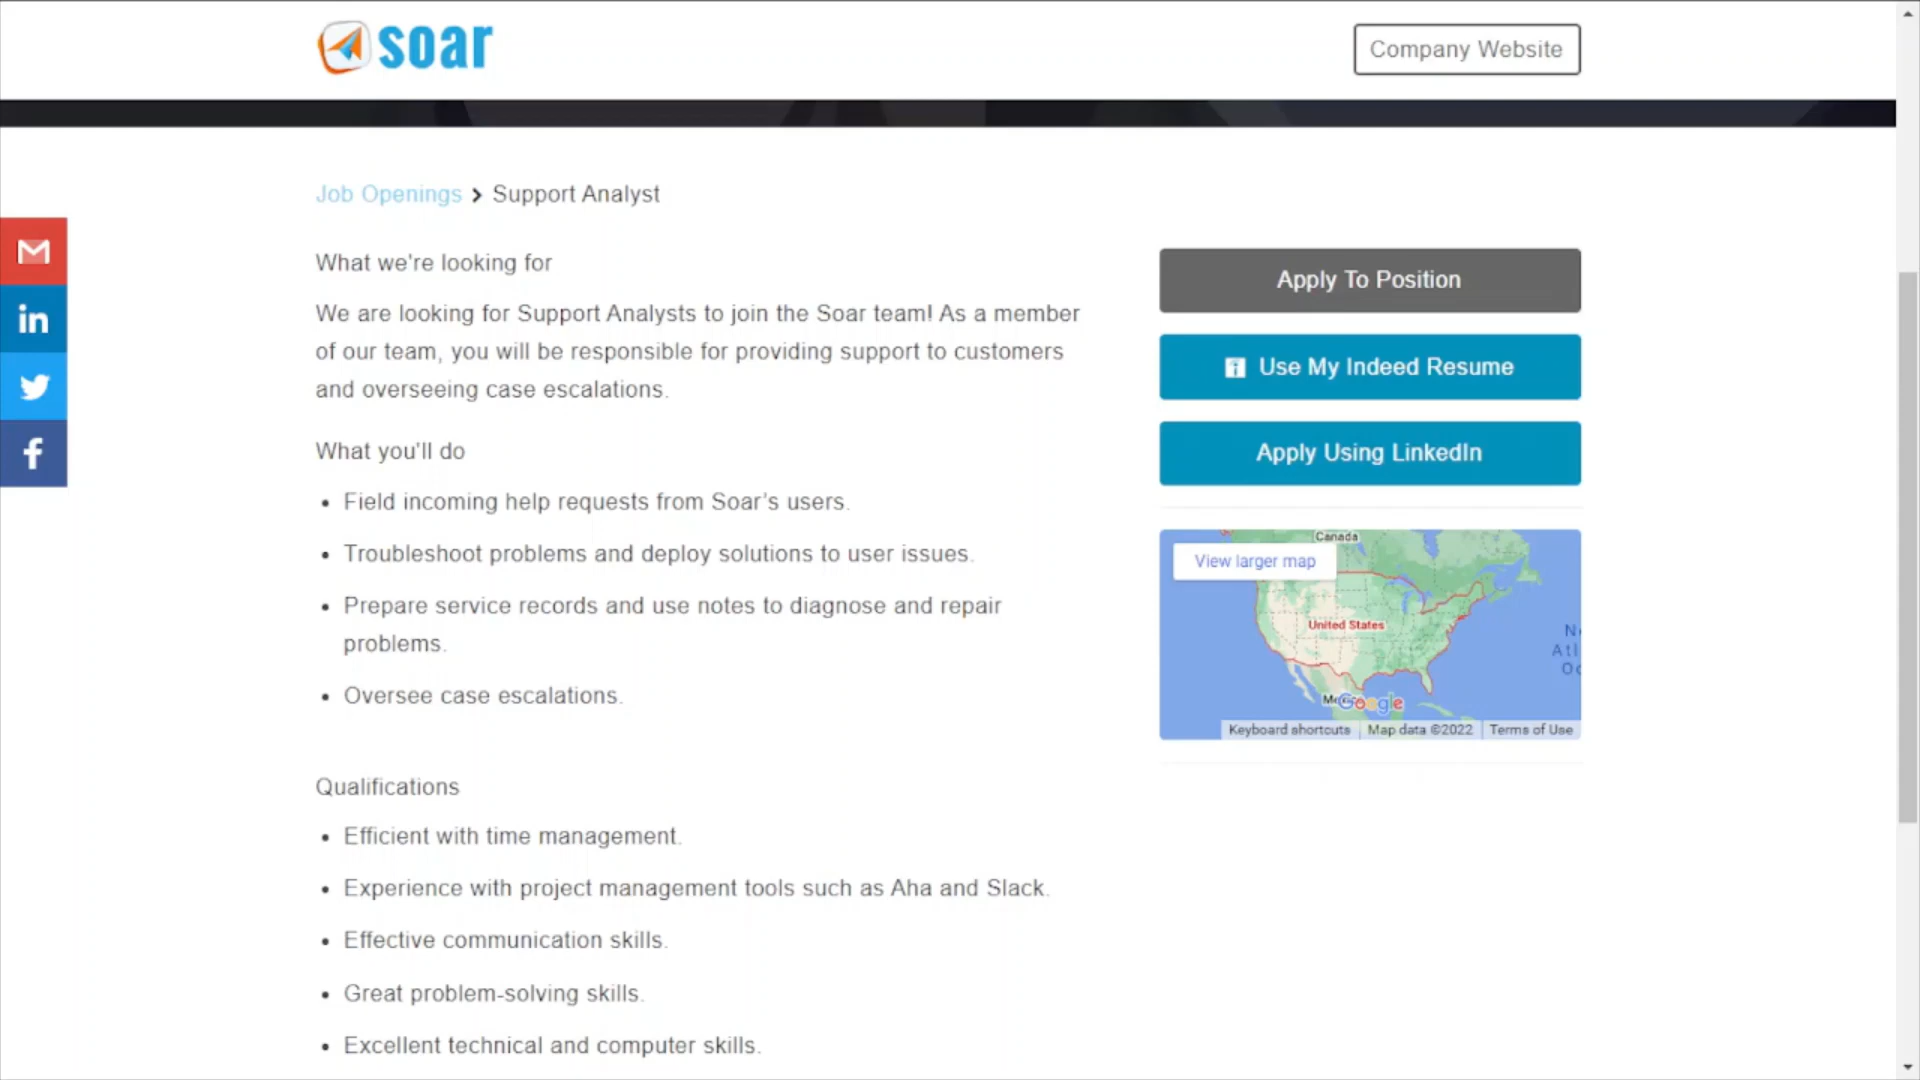 soar
Company Website
Job Openings > Support Analyst
What we're looking for
We are looking for Support Analysts to join the Soar team! As a member
of our team, you will be responsible for providing support to customers
and overseeing case escalations.
What you'll do
• Field incoming help requests from Soar's users.
• Troubleshoot problems and deploy solutions to user issues.
• Prepare service records and use notes to diagnose and repair
problems.
• Oversee case escalations.
Qualifications
• Efficient with time management.
• Experience with project management tools such as Aha and Slack.
• Effective communication skills.
• Great problem-solving skills.
• Excellent technical and computer skills.
Apply To Position
Use My Indeed Resume
Apply Using LinkedIn
Canada
View larger map
United States
Google
Keyboard shortcuts
Map data ©2022
Terms of Use
in
f